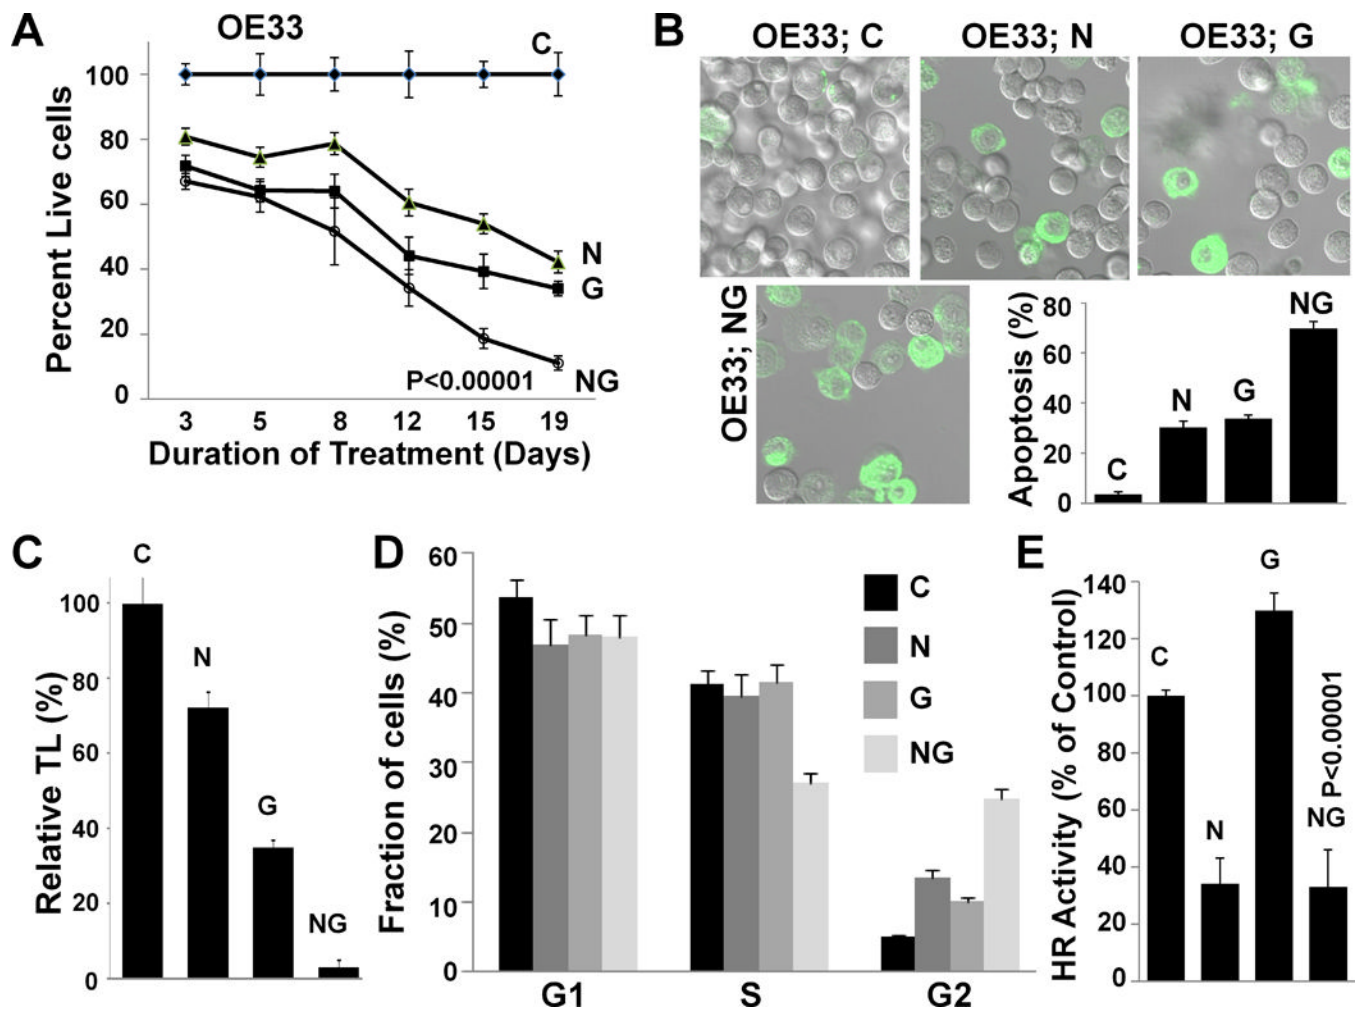 A
OE33
C
Percent Live cells
100
80
60
40
20
0
N
G
NG
P<0.00001
3 5 8 12 15 19
Duration of Treatment (Days)
B
OE33; C
OE33; N
OE33; G
OE33; NG
Apoptosis (%)
80
60
40
20
0
C
N
G
NG
C
Relative TL (%)
100
80
60
40
20
0
C
N
G
NG
D
Fraction of cells (%)
60
50
40
30
20
10
0
C
N
G
NG
G1 S G2
E
HR Activity (% of Control)
140
120
100
80
60
40
20
0
C
N
G
NG
P<0.00001